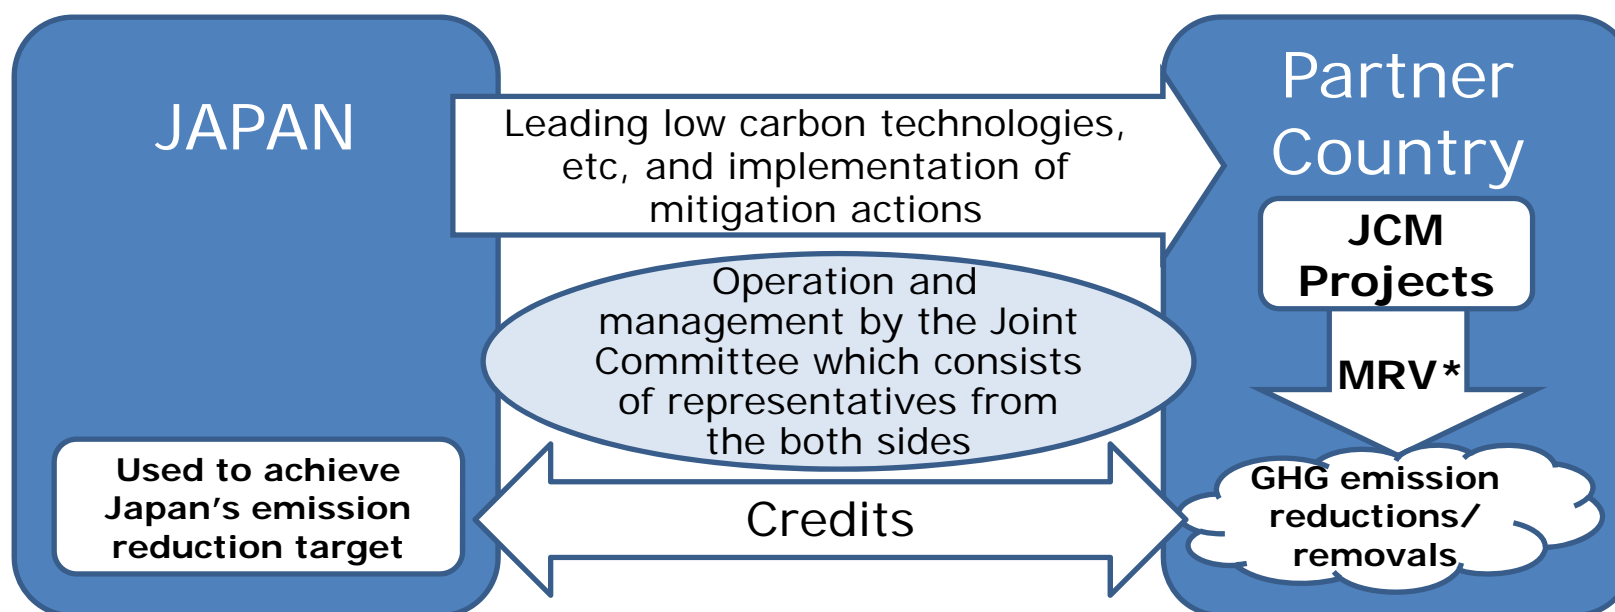 JAPAN
Leading low carbon technologies,
etc, and implementation of
mitigation actions
Partner
Country
JCM
Projects
Operation and
management by the Joint
Committee which consists
of representatives from
the both sides
MRV*
Used to achieve
Japan’s emission
reduction target
Credits
GHG emission
reductions/
removals